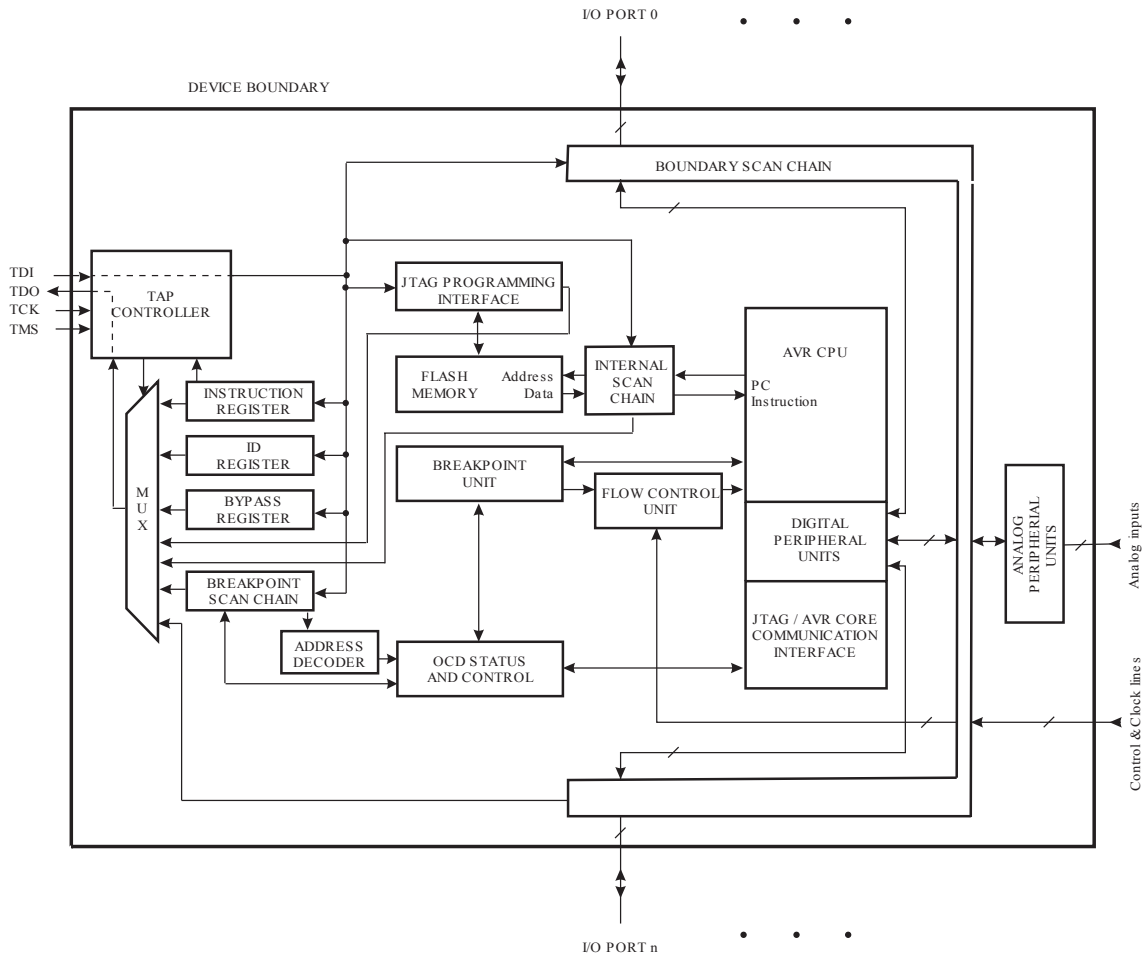 I/O PORT 0
DEVICE BOUNDARY
BOUNDARY SCAN CHAIN
TDI
TDO
TCK
TMS
TAP
CONTROLLER
JTAG PROGRAMMING
INTERFACE
FLASH
MEMORY
Address
Data
INTERNAL
SCAN
CHAIN
AVR CPU
PC
Instruction
INSTRUCTION
REGISTER
ID
REGISTER
BYPASS
REGISTER
MUX
BREAKPOINT
SCAN CHAIN
ADDRESS
DECODER
BREAKPOINT
UNIT
FLOW CONTROL
UNIT
OCD STATUS
AND CONTROL
DIGITAL
PERIPHERAL
UNITS
JTAG / AVR CORE
COMMUNICATION
INTERFACE
ANALOG
PERIPHERIAL
UNITS
Analog inputs
Control & Clock lines
I/O PORT n